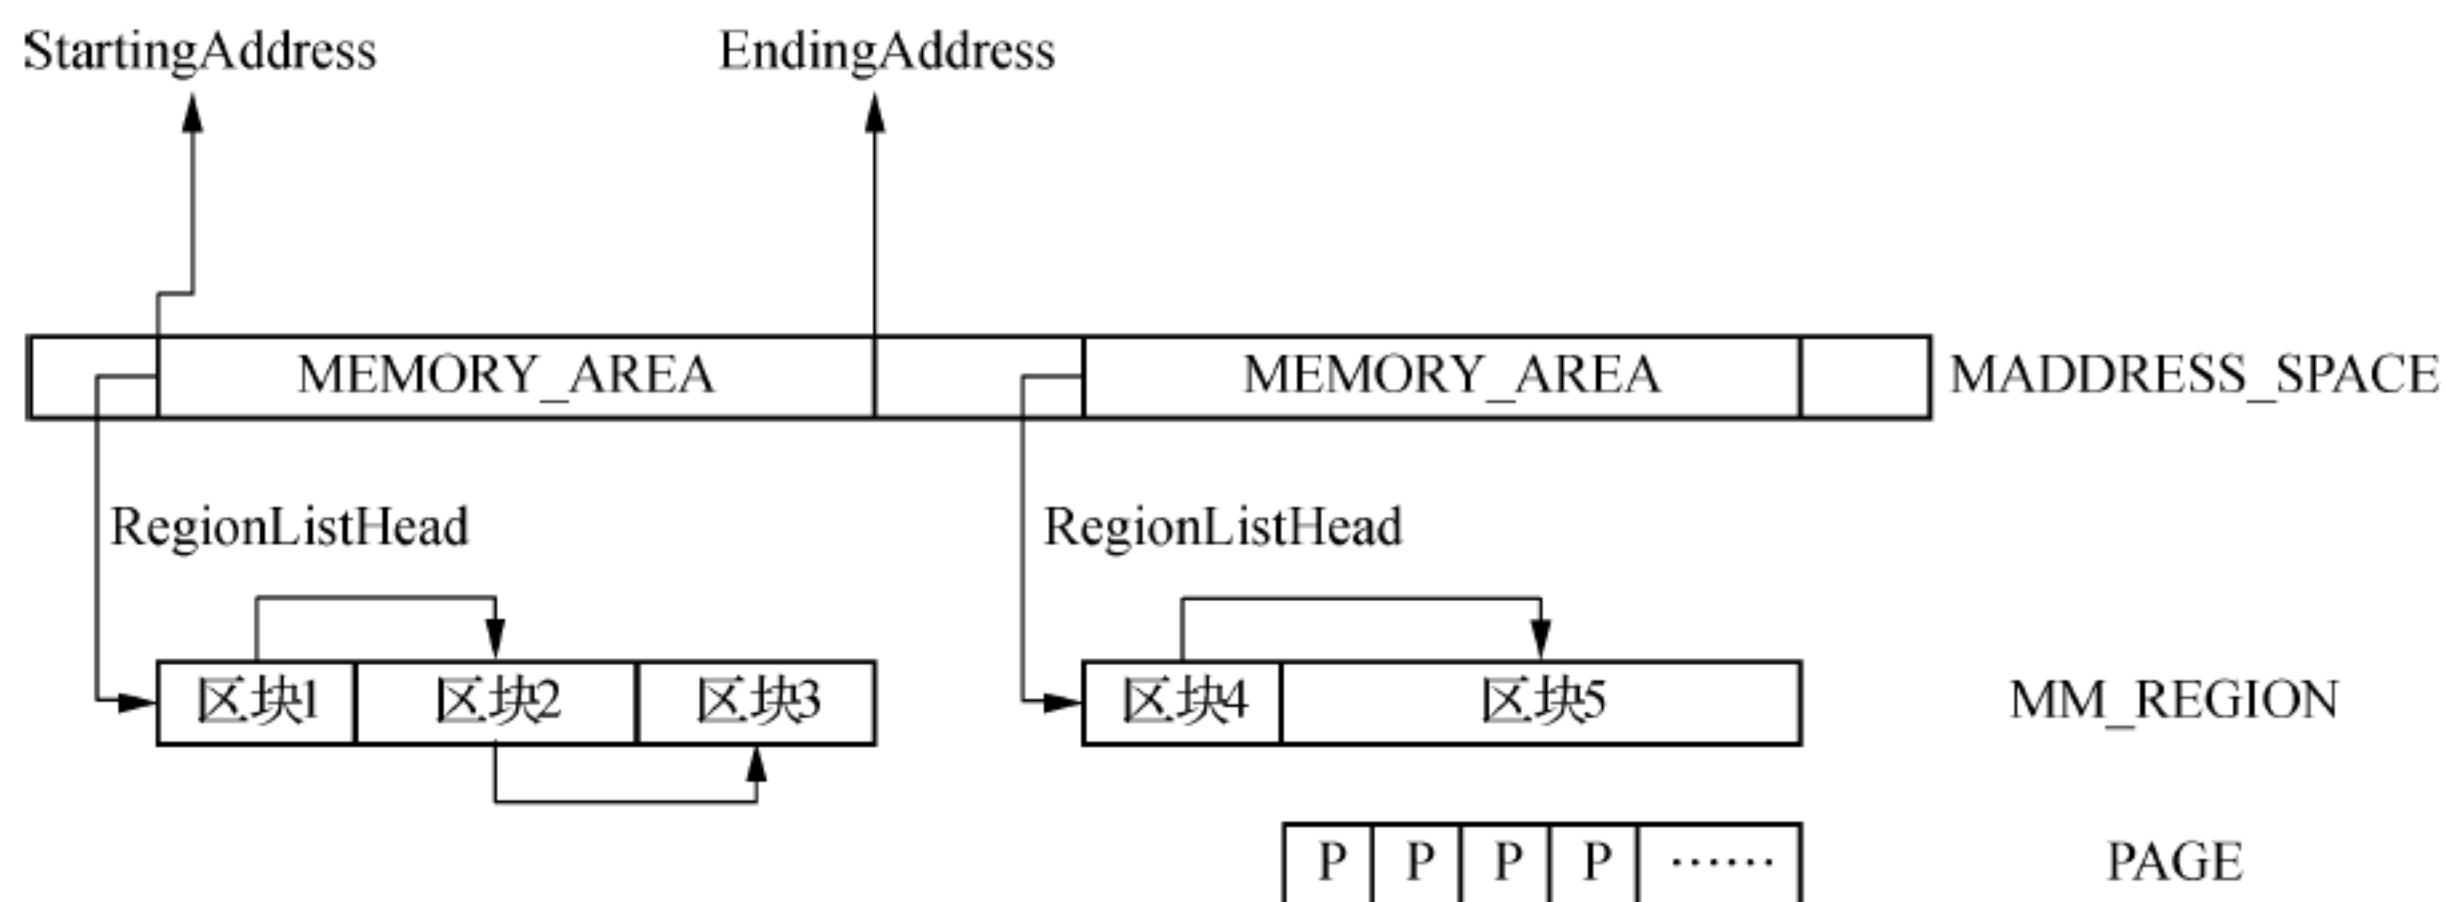 StartingAddress EndingAddress
MEMORY_AREA MEMORY_AREA MADDRESS_SPACE
RegionListHead RegionListHead
区块1 区块2 区块3 区块4 区块5 MM_REGION
P P P P ······ PAGE